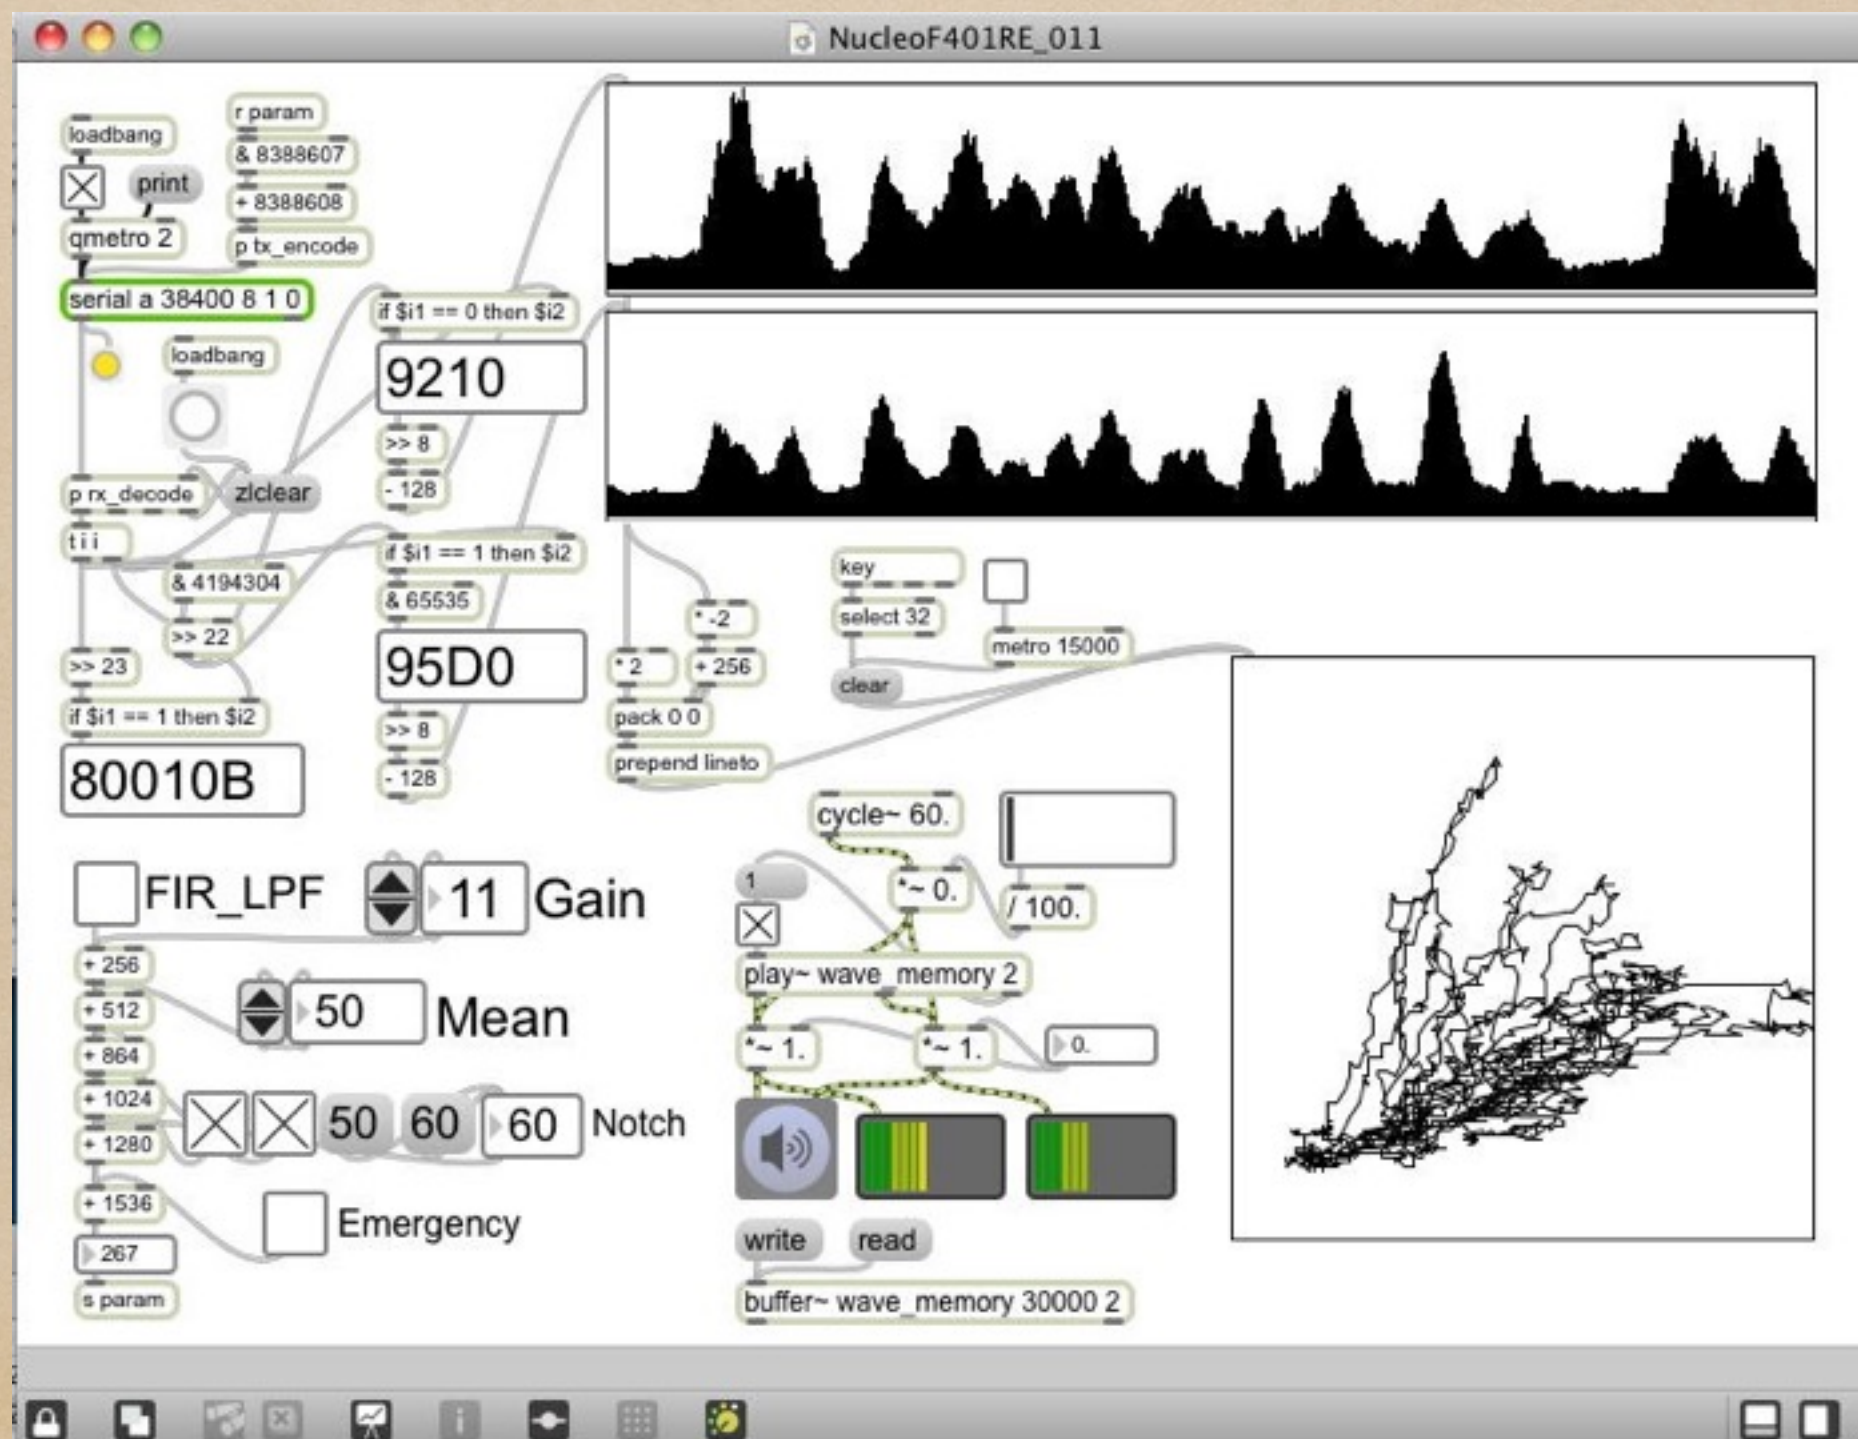 NucleoF401RE_011
loadbang
print
qmetro 2
r param
& 8388607
+ 8388608
p tx_encode
serial a 38400 8 1 0
loadbang
p rx_decode
zlclear
t i i
& 4194304
>> 22
>> 23
if $i1 == 1 then $i2
80010B
if $i1 == 0 then $i2
9210
>> 8
- 128
if $i1 == 1 then $i2
& 65535
95D0
>> 8
- 128
* -2
* 2
+ 256
pack 0 0
prepend lineto
key
select 32
clear
metro 15000
FIR_LPF
11 Gain
+ 256
+ 512
50 Mean
+ 864
+ 1024
+ 1280
50 60 60 Notch
+ 1536
Emergency
267
s param
cycle~ 60.
*~ 0.
/ 100.
1
play~ wave_memory 2
*~ 1.
*~ 1.
0.
write
read
buffer~ wave_memory 30000 2